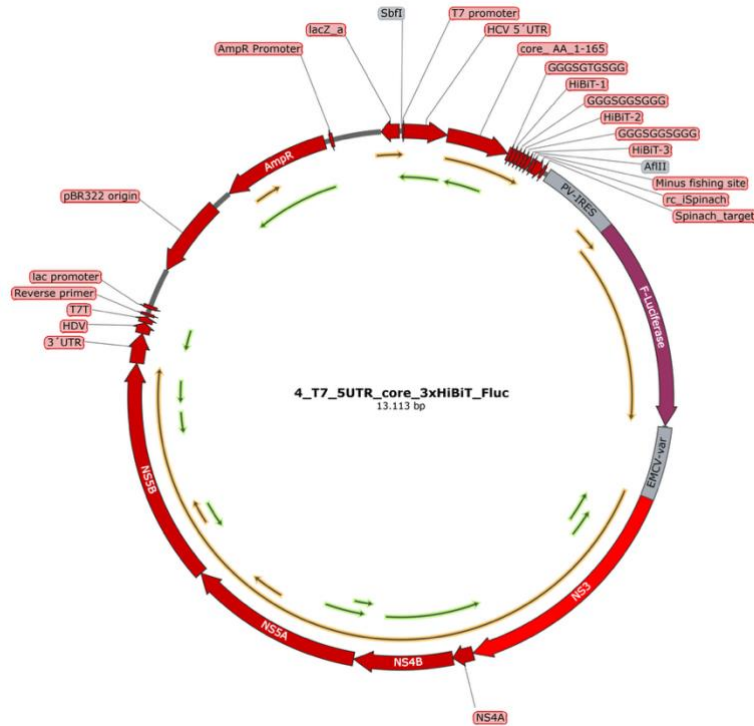 SbfI
T7 promoter
lacZ_a
HCV 5´UTR
AmpR Promoter
core_ AA_1-165
GGGSGTGSGG
HiBiT-1
GGGSGGSGGG
HiBiT-2
GGGSGGSGGG
HiBiT-3
AflII
Minus fishing site
rc_iSpinach
Spinach_target
AmpR
PV-IRES
pBR322 origin
F-Luciferase
lac promoter
Reverse primer
T7T
HDV
3´UTR
4_T7_5UTR_core_3xHiBiT_Fluc
13.113 bp
EMCV-var
NS5B
NS3
NS5A
NS4B
NS4A